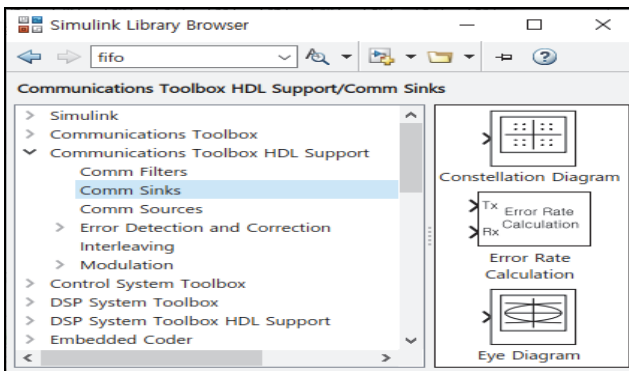 Simulink Library Browser
fifo
Communications Toolbox HDL Support/Comm Sinks
Simulink
Communications Toolbox
Communications Toolbox HDL Support
Comm Filters
Comm Sinks
Comm Sources
Error Detection and Correction
Interleaving
Modulation
Control System Toolbox
DSP System Toolbox
DSP System Toolbox HDL Support
Embedded Coder
Constellation Diagram
Tx Error Rate
Rx Calculation
Error Rate
Calculation
Eye Diagram